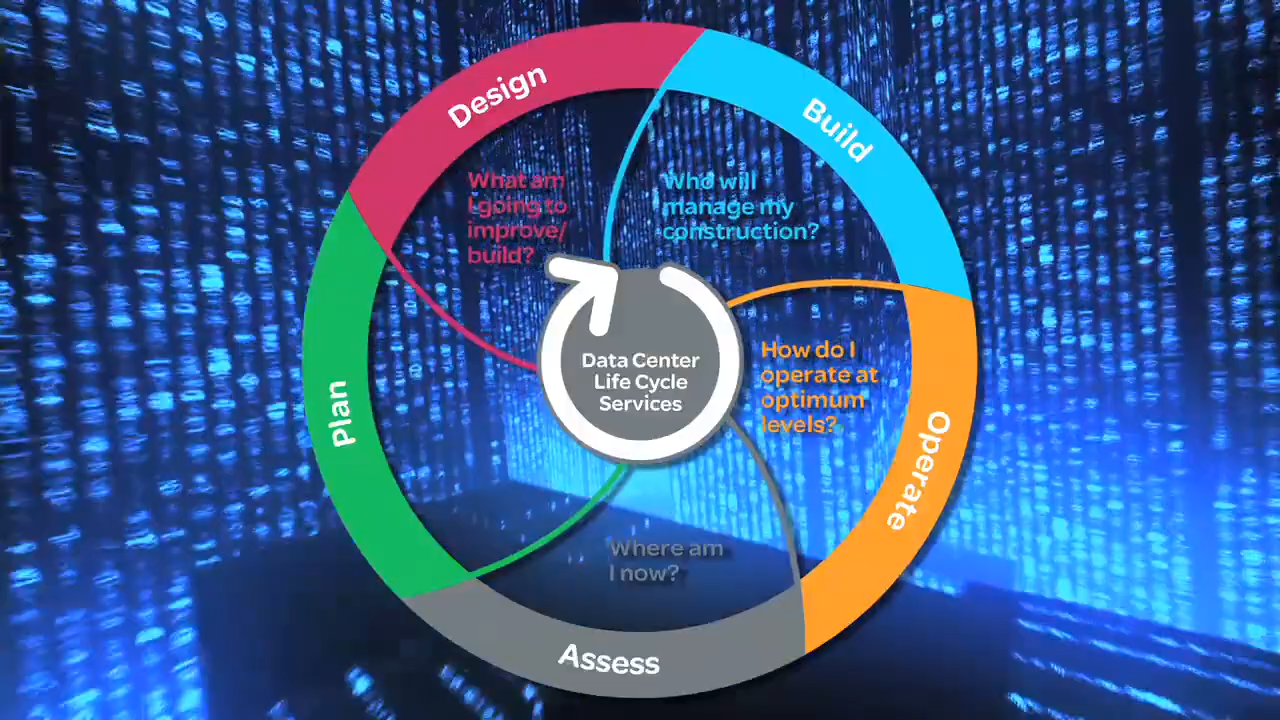 Design
Build
What am
I going to
improve/
build?
Who will
manage my
construction?
Data Center
Life Cycle
Services
How do I
operate at
optimum
levels?
Plan
Operate
Where am
I now?
Assess